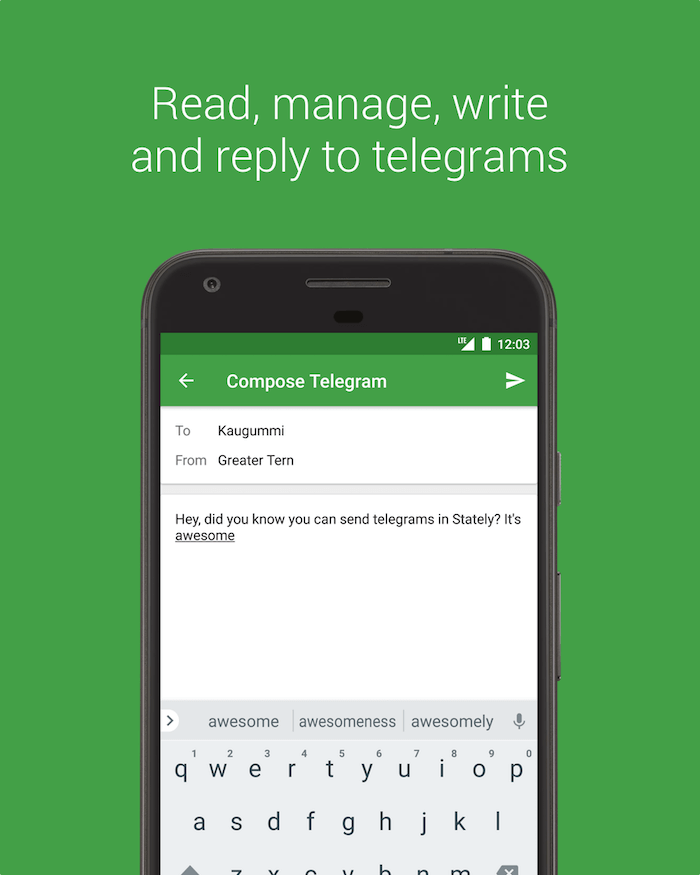 Read, manage, write
and reply to telegrams
LTE 12:03
Compose Telegram
To Kaugummi
From Greater Tern
Hey, did you know you can send telegrams in Stately? It's
awesome
awesome awesomeness awesomely
1 2 3 4 5 6 7 8 9 0
q w e r t y u i o p
a s d f g h j k l
z x c v b n m